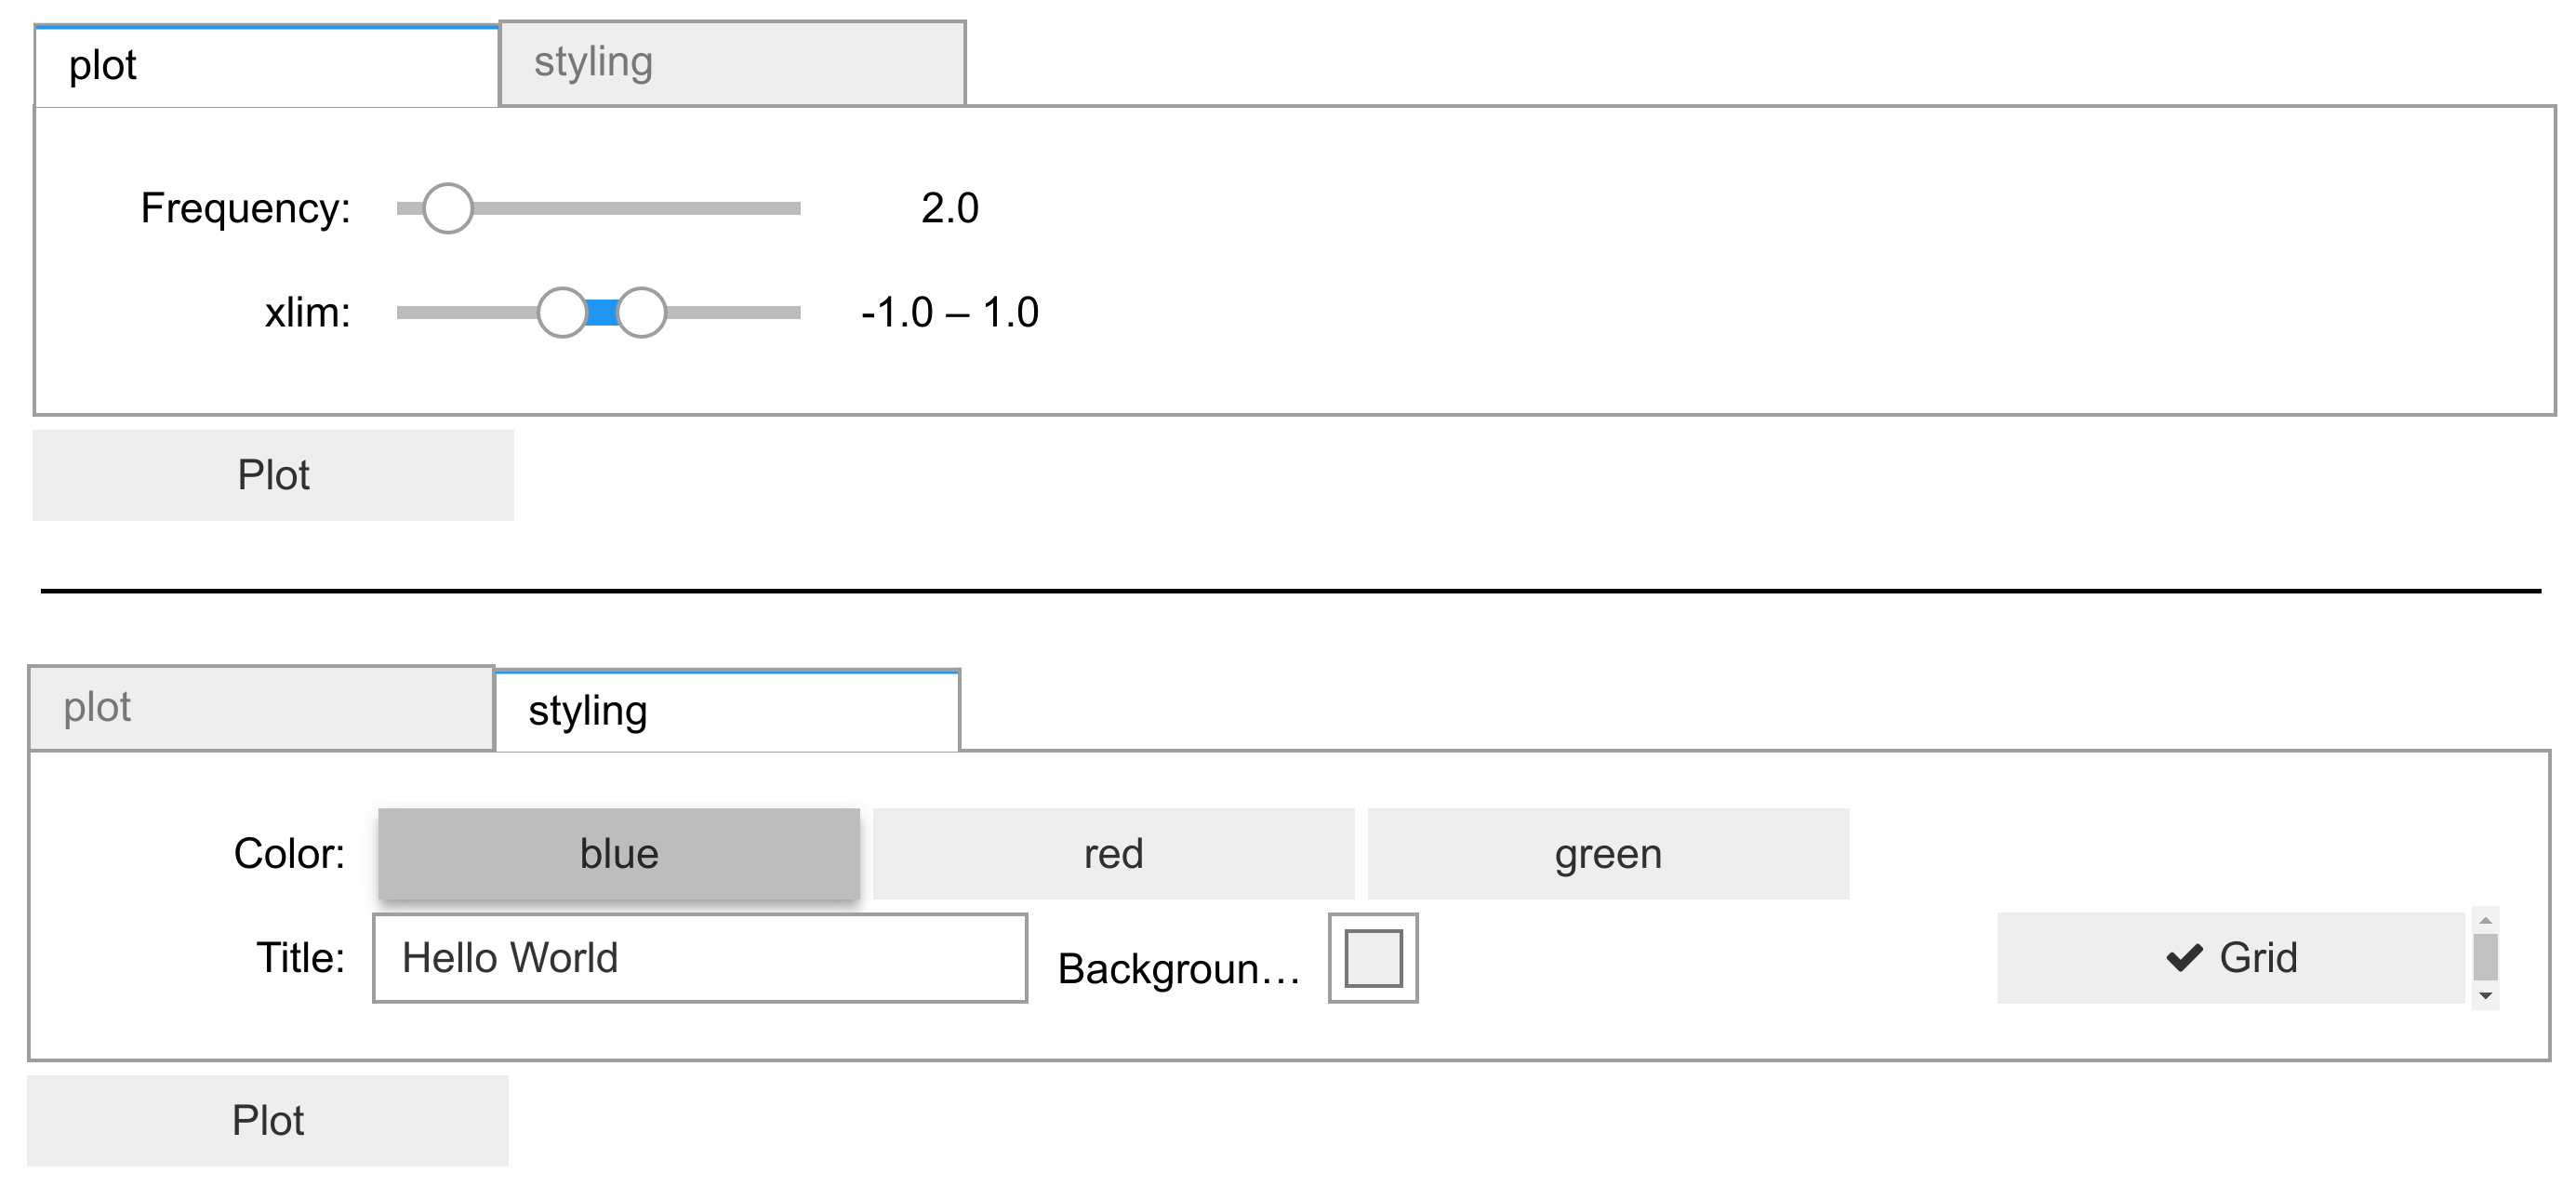 plot styling
Frequency: 2.0
xlim: -1.0 – 1.0
Plot
plot styling
Color: blue red green
Title: Hello World Backgroun… Grid
Plot